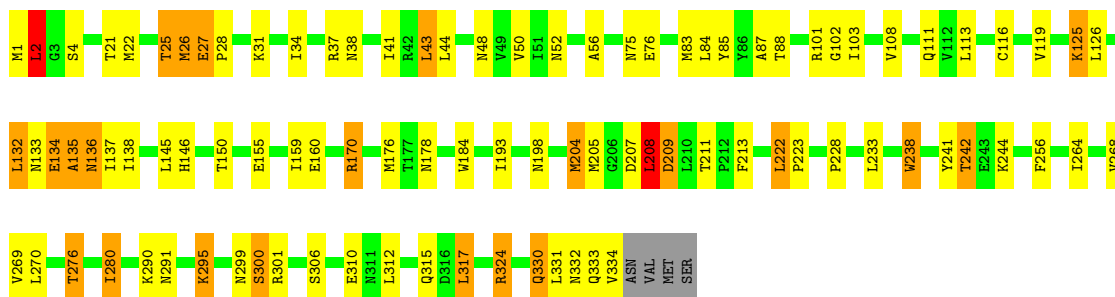 M1 L2 G3 S4 T21 M22 T25 M26 E27 P28 K31 I34 R37 N38 I41 R42 L43 L44 N48 V49 V50 I51 N52 A56 N75 E76 M83 L84 Y85 Y86 A87 T88 R101 G102 I103 V108 Q111 V112 L113 C116 V119 K125 L126
L132 N133 E134 A135 N136 I137 I138 L145 H146 T150 E155 I159 E160 R170 M176 T177 N178 W184 I193 N198 M204 M205 G206 D207 L208 D209 L210 T211 P212 F213 L222 P223 P228 L233 W238 Y241 T242 E243 K244 F256 I264
V269 L270 T276 I280 K290 N291 K295 N299 S300 R301 S306 E310 N311 L312 Q315 D316 L317 R324 Q330 L331 N332 Q333 V334 ASN VAL MET SER